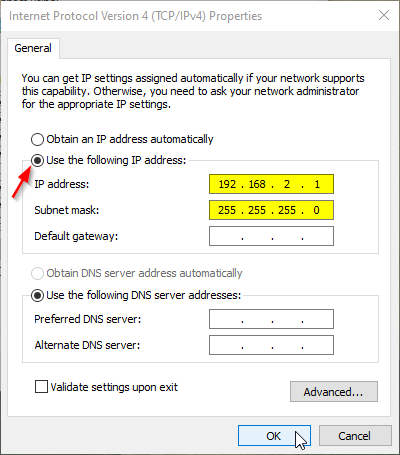 Internet Protocol Version 4 (TCP/IPv4) Properties
General
You can get IP settings assigned automatically if your network supports
this capability. Otherwise, you need to ask your network administrator
for the appropriate IP settings.
Obtain an IP address automatically
Use the following IP address:
IP address: 192 . 168 . 2 . 1
Subnet mask: 255 . 255 . 255 . 0
Default gateway: . . .
Obtain DNS server address automatically
Use the following DNS server addresses:
Preferred DNS server: . . .
Alternate DNS server: . . .
Validate settings upon exit
Advanced...
OK Cancel